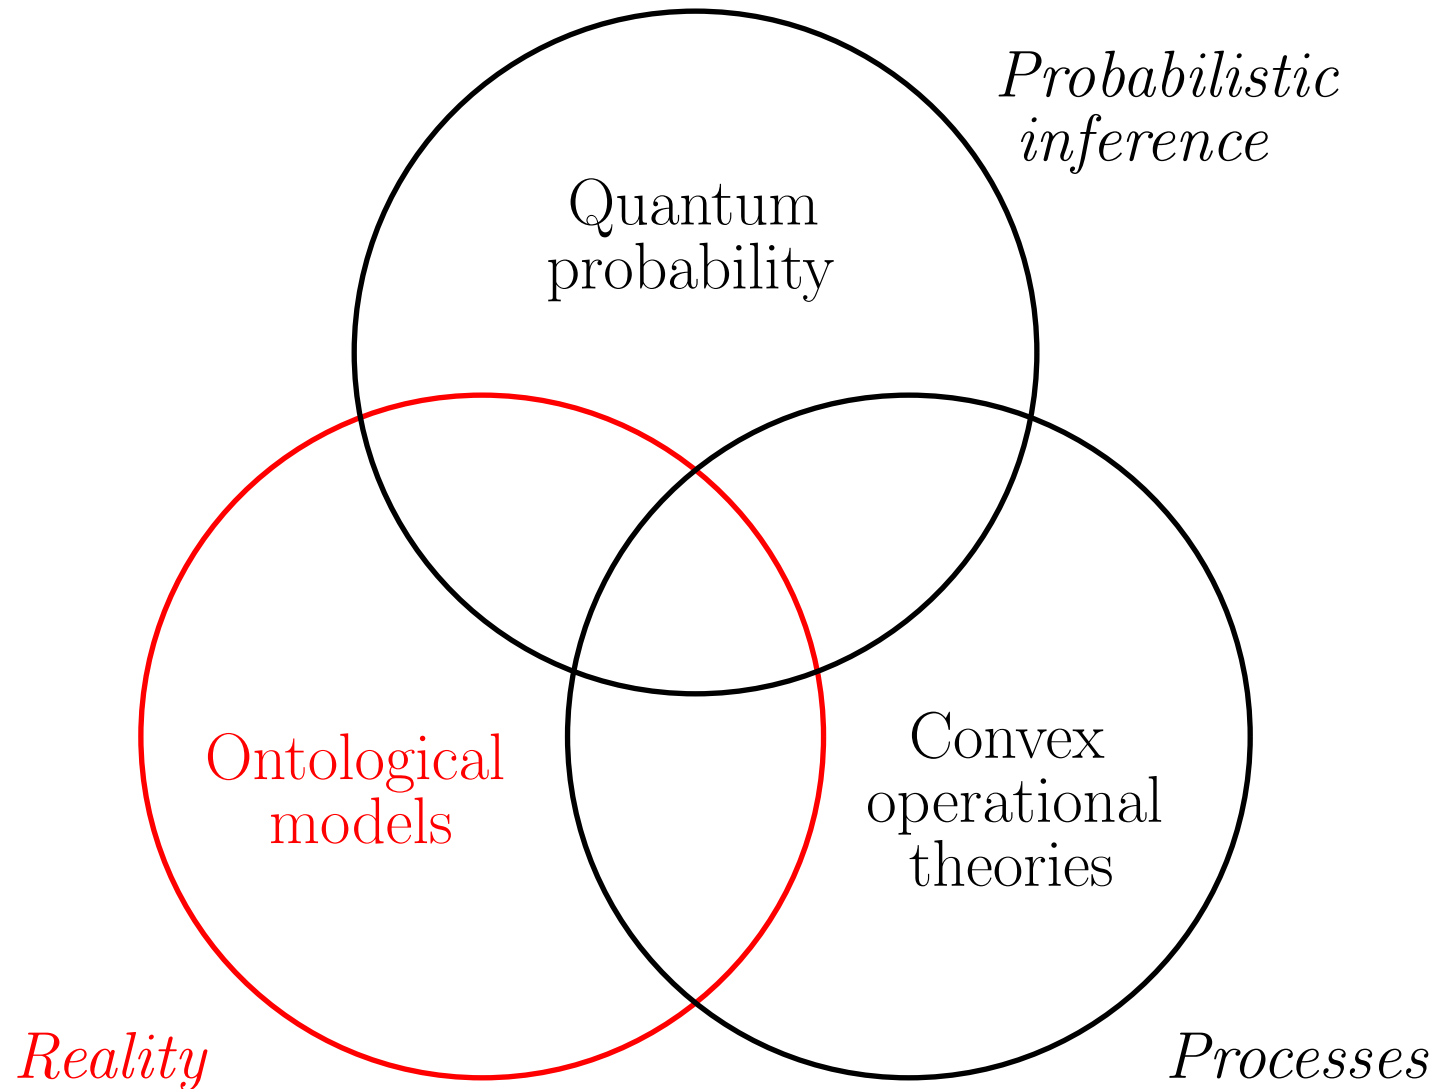 Probabilistic
inference
Quantum
probability
Ontological
models
Convex
operational
theories
Reality
Processes